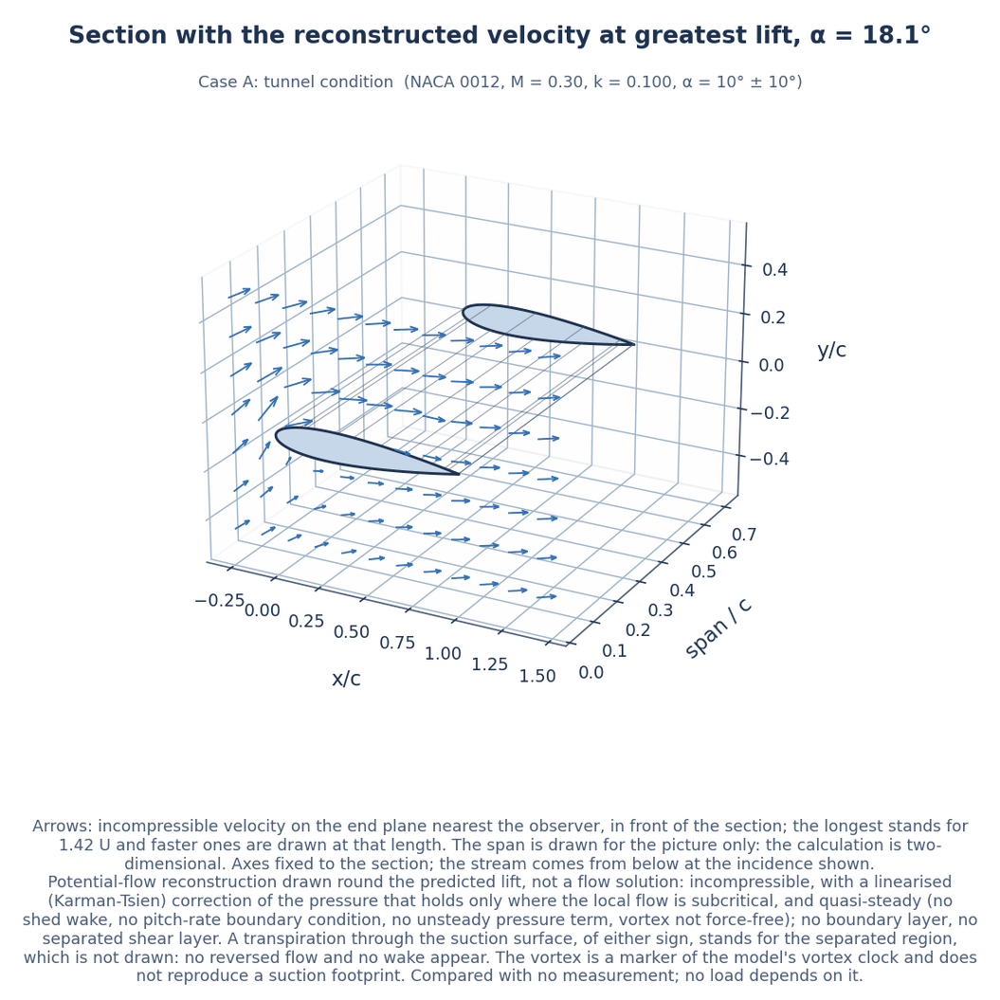 Section with the reconstructed velocity at greatest lift, α = 18.1°
Case A: tunnel condition  (NACA 0012, M = 0.30, k = 0.100, α = 10° ± 10°)
0.4
0.2
y/c
0.0
−0.2
−0.4
0.7
0.6
0.5
0.4
0.3
0.2
0.1
0.0
span / c
−0.25
0.00
0.25
0.50
0.75
1.00
1.25
1.50
x/c
Arrows: incompressible velocity on the end plane nearest the observer, in front of the section; the longest stands for
1.42 U and faster ones are drawn at that length. The span is drawn for the picture only: the calculation is two-
dimensional. Axes fixed to the section; the stream comes from below at the incidence shown.
Potential-flow reconstruction drawn round the predicted lift, not a flow solution: incompressible, with a linearised
(Karman-Tsien) correction of the pressure that holds only where the local flow is subcritical, and quasi-steady (no
shed wake, no pitch-rate boundary condition, no unsteady pressure term, vortex not force-free); no boundary layer, no
separated shear layer. A transpiration through the suction surface, of either sign, stands for the separated region,
which is not drawn: no reversed flow and no wake appear. The vortex is a marker of the model's vortex clock and does
not reproduce a suction footprint. Compared with no measurement; no load depends on it.